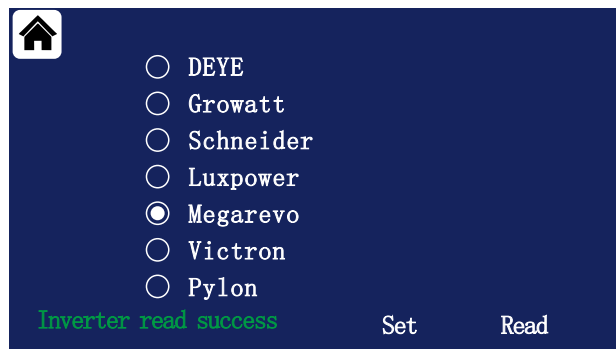 DEYE
Growatt
Schneider
Luxpower
Megarevo
Victron
Pylon
Inverter read success Set Read